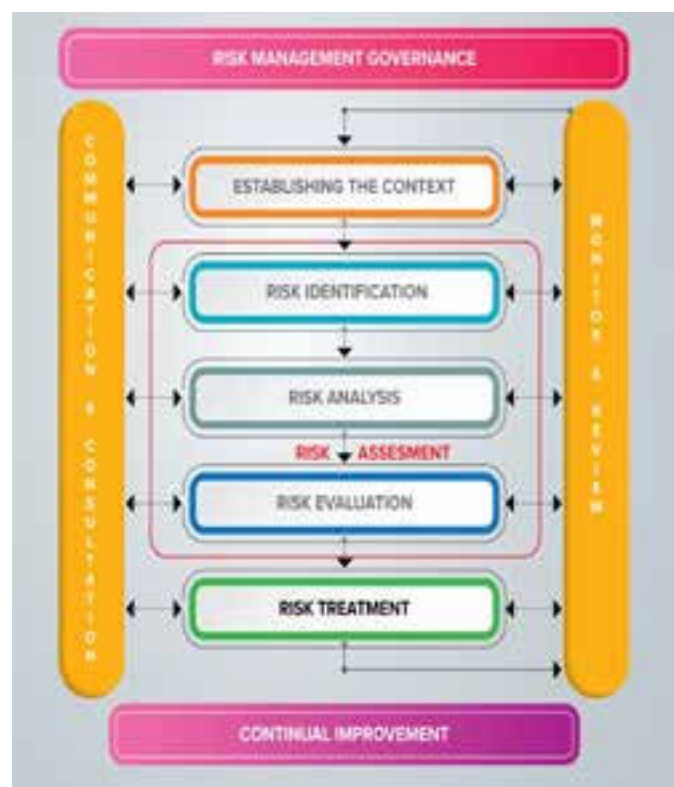 RISK MANAGEMENT GOVERNANCE
COMMUNICATION & CONSULTATION
ESTABLISHING THE CONTEXT
RISK IDENTIFICATION
RISK ANALYSIS
RISK ASSESMENT
RISK EVALUATION
RISK TREATMENT
MONITOR & REVIEW
CONTINUAL IMPROVEMENT